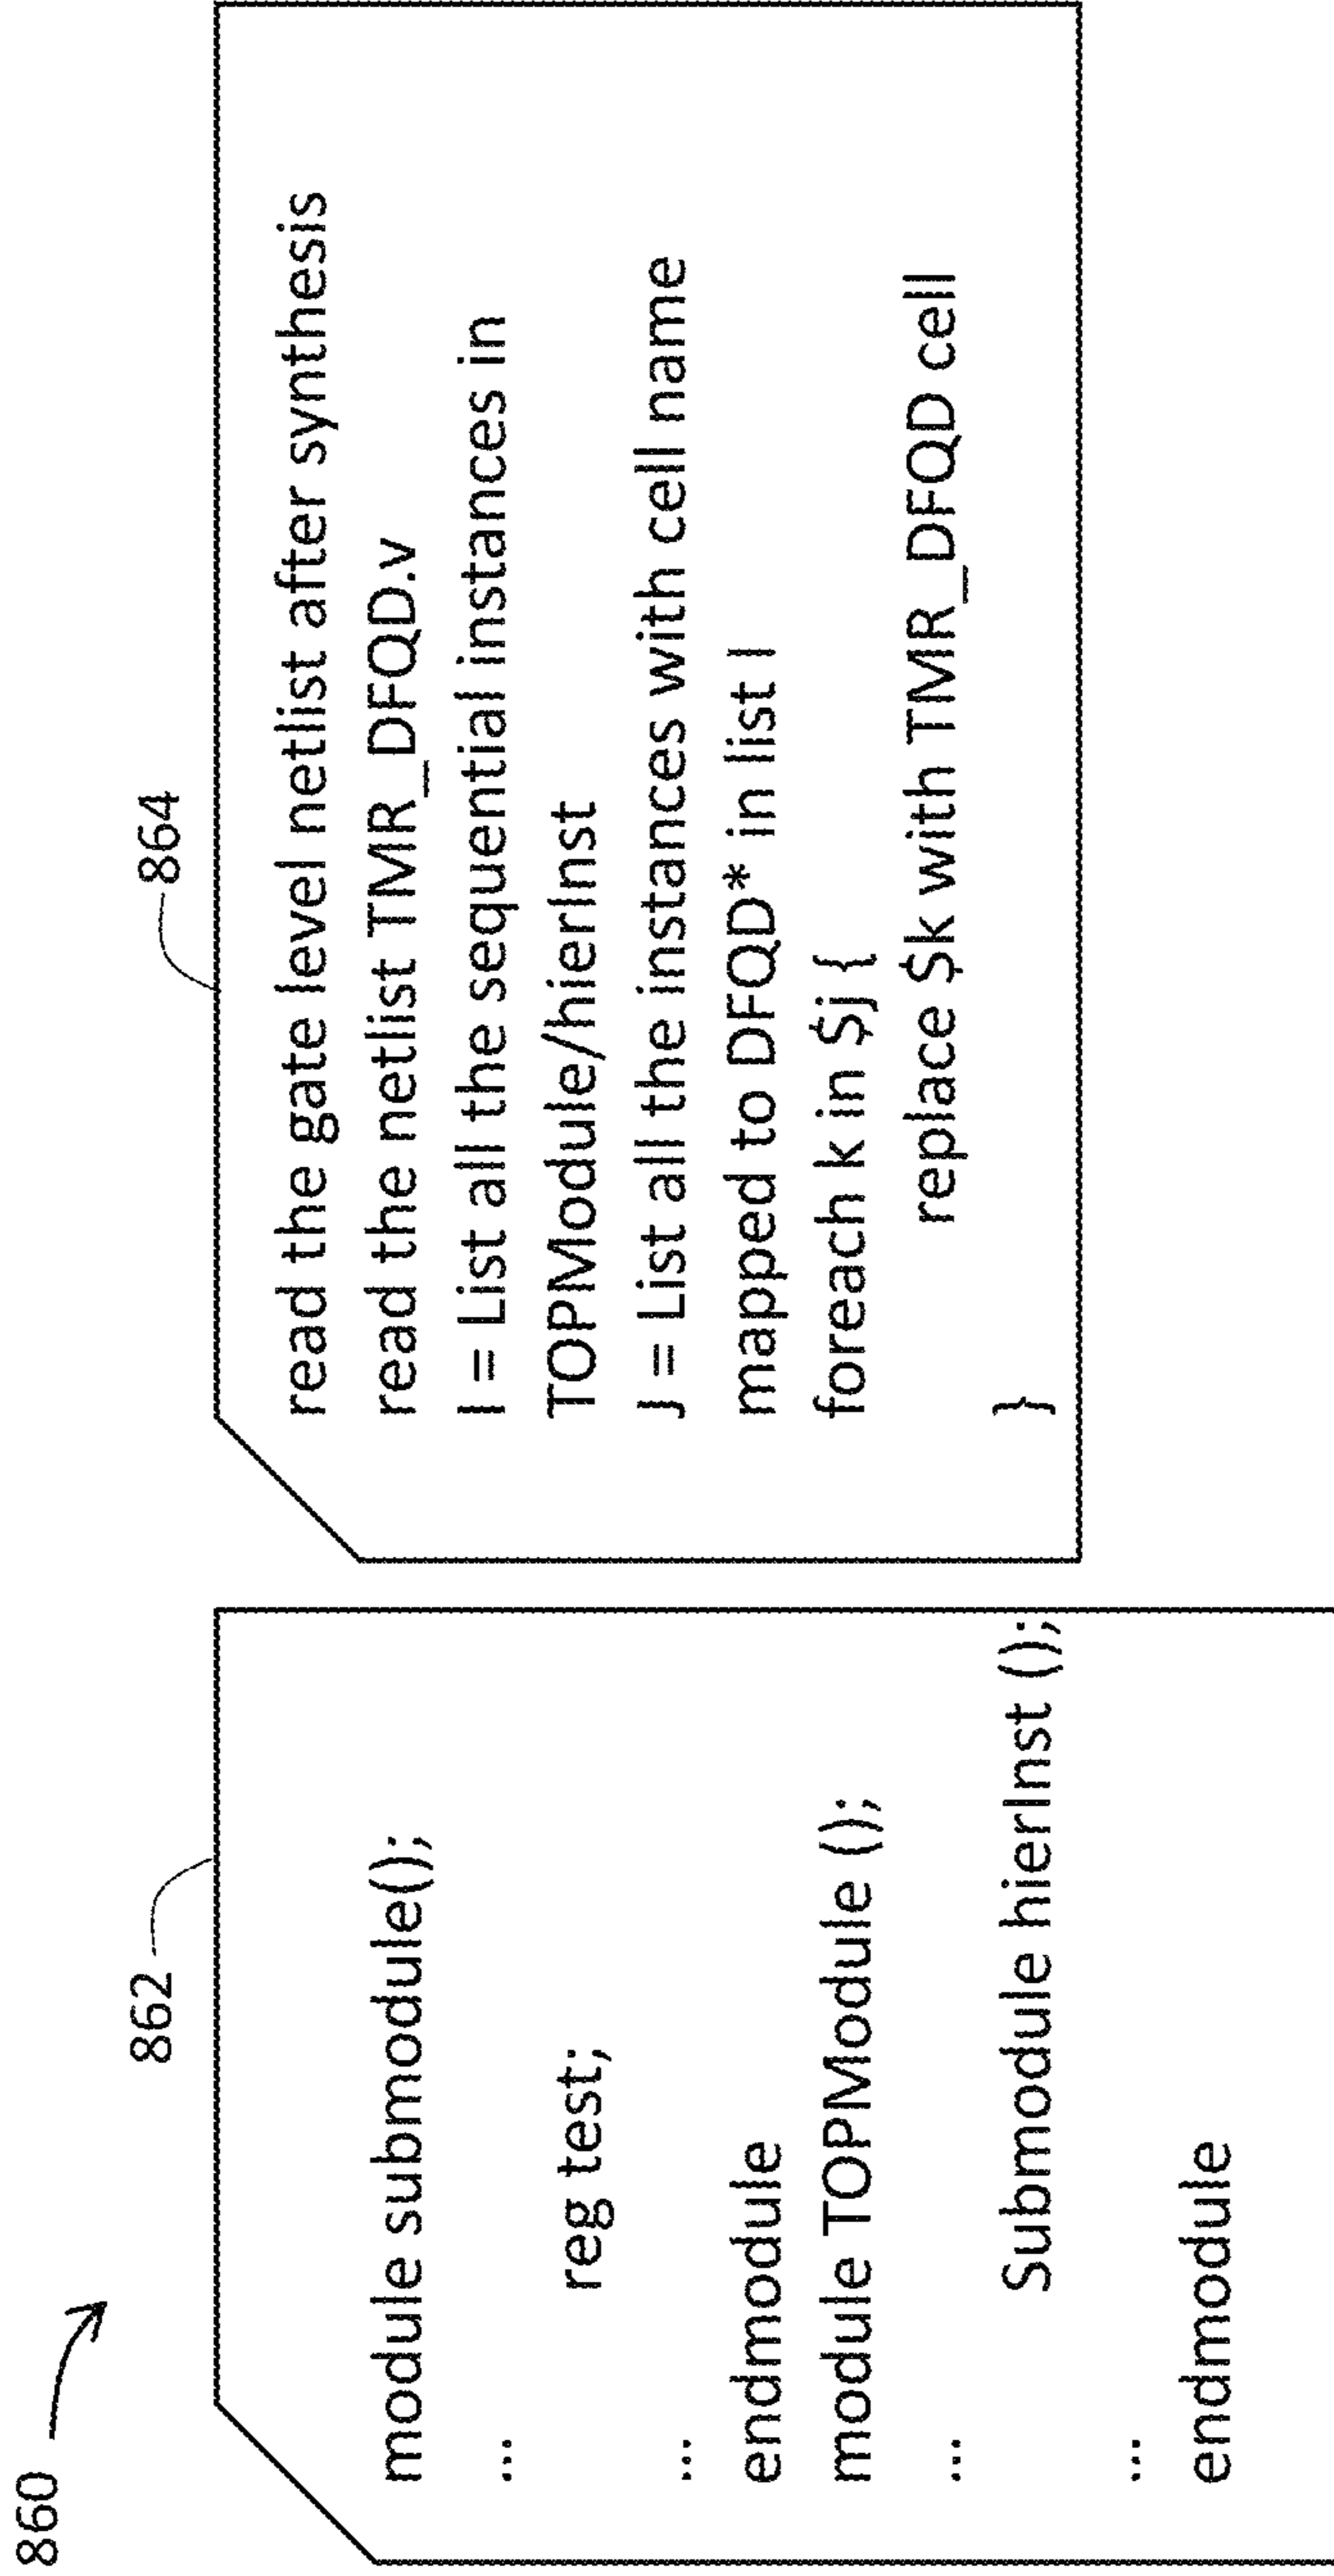 860
862
module submodule();
...
reg test;
...
endmodule
module TOPModule ();
...
Submodule hierInst ();
...
endmodule
864
read the gate level netlist after synthesis
read the netlist TMR_DFQD.v
I = List all the sequential instances in
TOPModule/hierInst
J = List all the instances with cell name
mapped to DFQD* in list I
foreach k in $j {
replace $k with TMR_DFQD cell
}